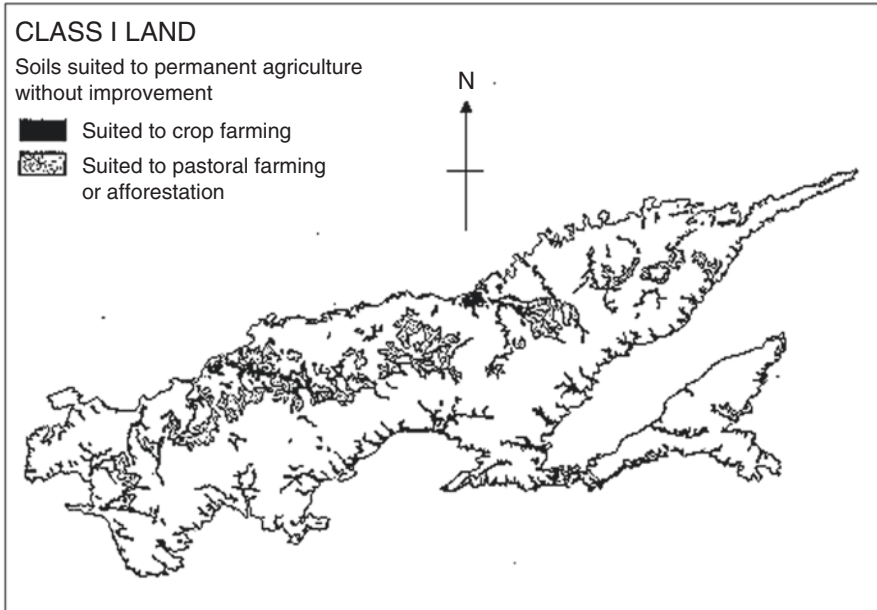 CLASS I LAND
Soils suited to permanent agriculture
without improvement
Suited to crop farming
Suited to pastoral farming
or afforestation
N